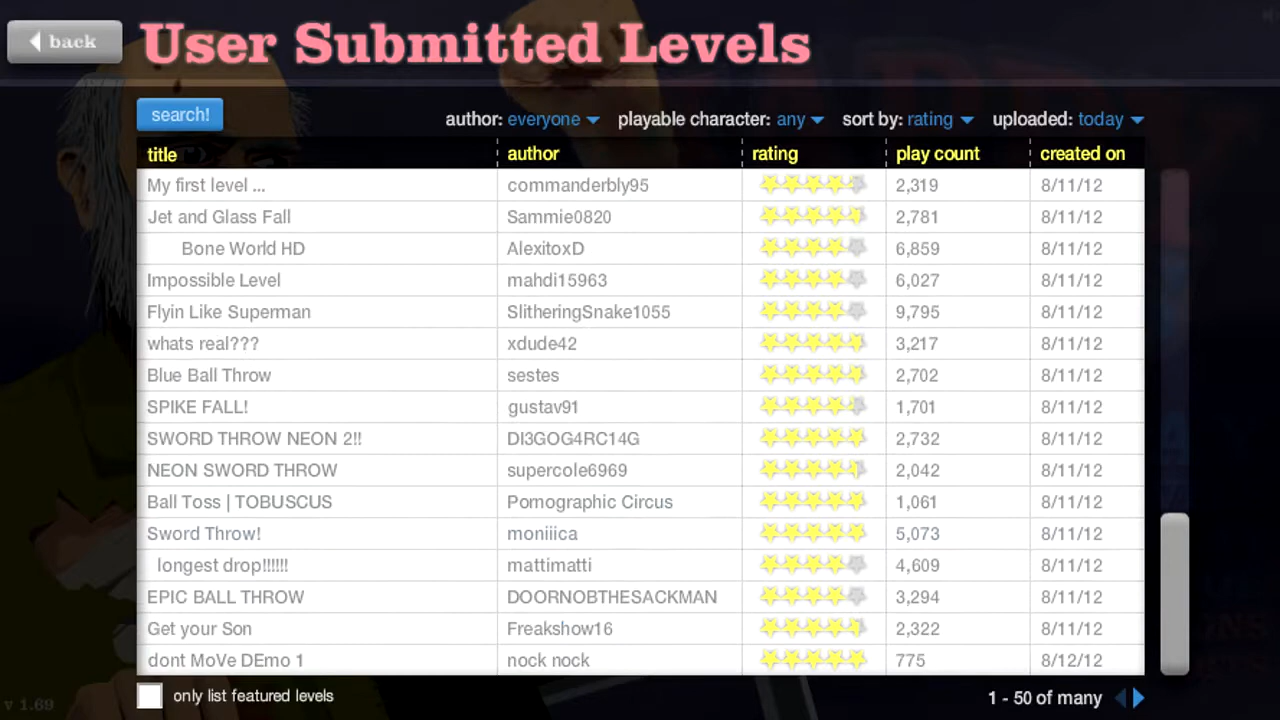 back
User Submitted Levels
search!
author: everyone playable character: any sort by: rating uploaded: today
title author rating play count created on
My first level ... commanderbly95 2,319 8/11/12
Jet and Glass Fall Sammie0820 2,781 8/11/12
Bone World HD AlexitoxD 6,859 8/11/12
Impossible Level mahdi15963 6,027 8/11/12
Flyin Like Superman SlitheringSnake1055 9,795 8/11/12
whats real??? xdude42 3,217 8/11/12
Blue Ball Throw sestes 2,702 8/11/12
SPIKE FALL! gustav91 1,701 8/11/12
SWORD THROW NEON 2!! DI3GOG4RC14G 2,732 8/11/12
NEON SWORD THROW supercole6969 2,042 8/11/12
Ball Toss | TOBUSCUS Pornographic Circus 1,061 8/11/12
Sword Throw! moniiica 5,073 8/11/12
longest drop!!!!!! mattimatti 4,609 8/11/12
EPIC BALL THROW DOORNOBTHESACKMAN 3,294 8/11/12
Get your Son Freakshow16 2,322 8/11/12
dont MoVe DEmo 1 nock nock 775 8/12/12
only list featured levels 1 - 50 of many
v 1.69